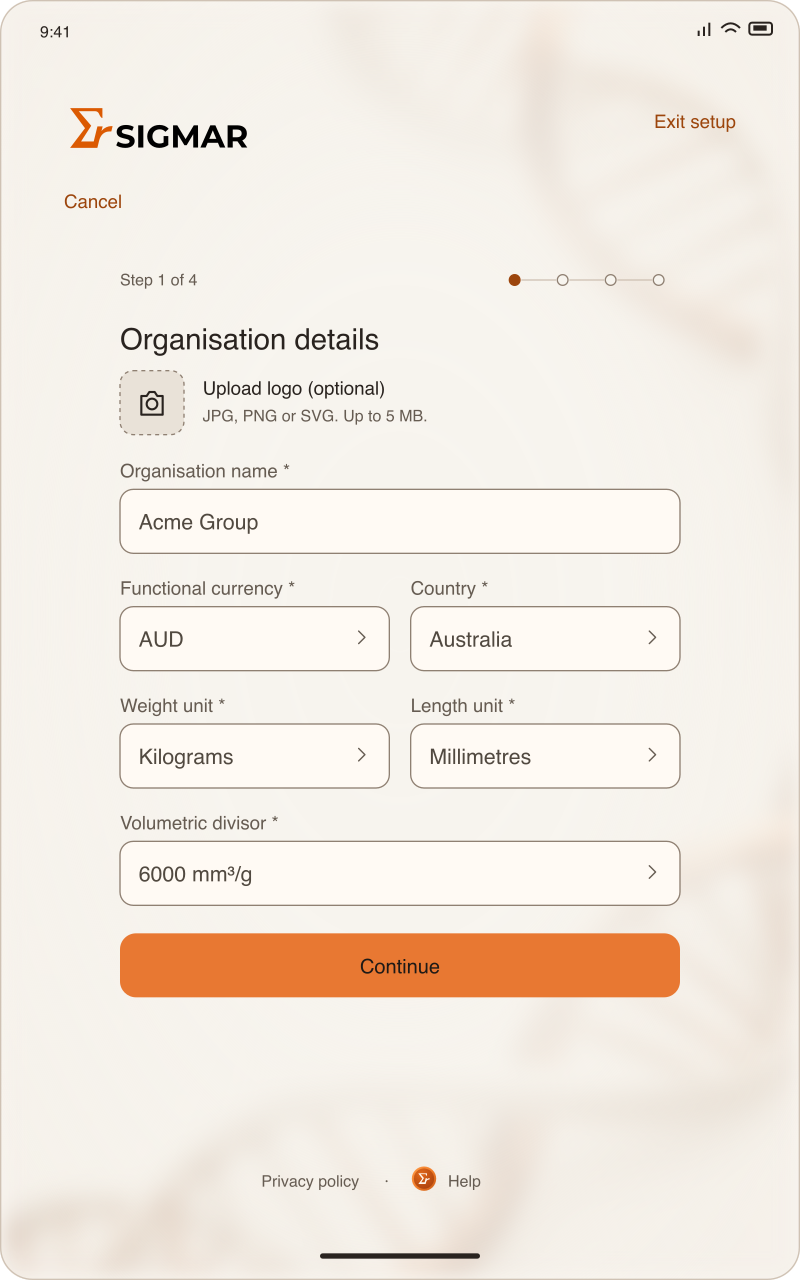 9:41
SIGMAR
Exit setup
Cancel
Step 1 of 4
Organisation details
Upload logo (optional)
JPG, PNG or SVG. Up to 5 MB.
Organisation name *
Acme Group
Functional currency *
Country *
AUD
Australia
Weight unit *
Length unit *
Kilograms
Millimetres
Volumetric divisor *
6000 mm³/g
Continue
Privacy policy · Help